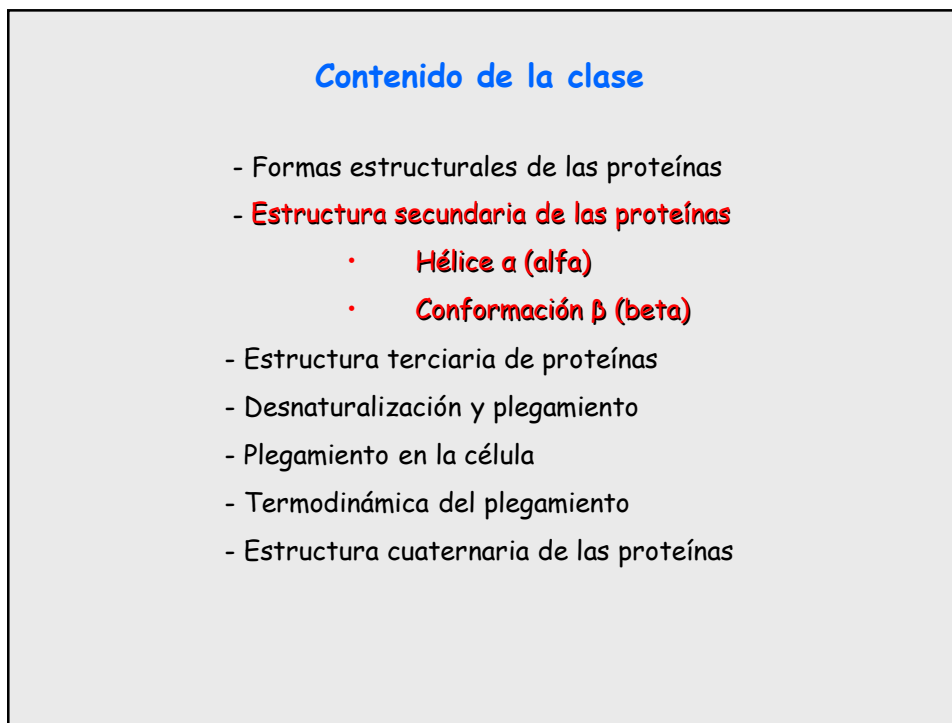 Contenido de la clase
- Formas estructurales de las proteínas
- Estructura secundaria de las proteínas
• Hélice α (alfa)
• Conformación β (beta)
- Estructura terciaria de proteínas
- Desnaturalización y plegamiento
- Plegamiento en la célula
- Termodinámica del plegamiento
- Estructura cuaternaria de las proteínas